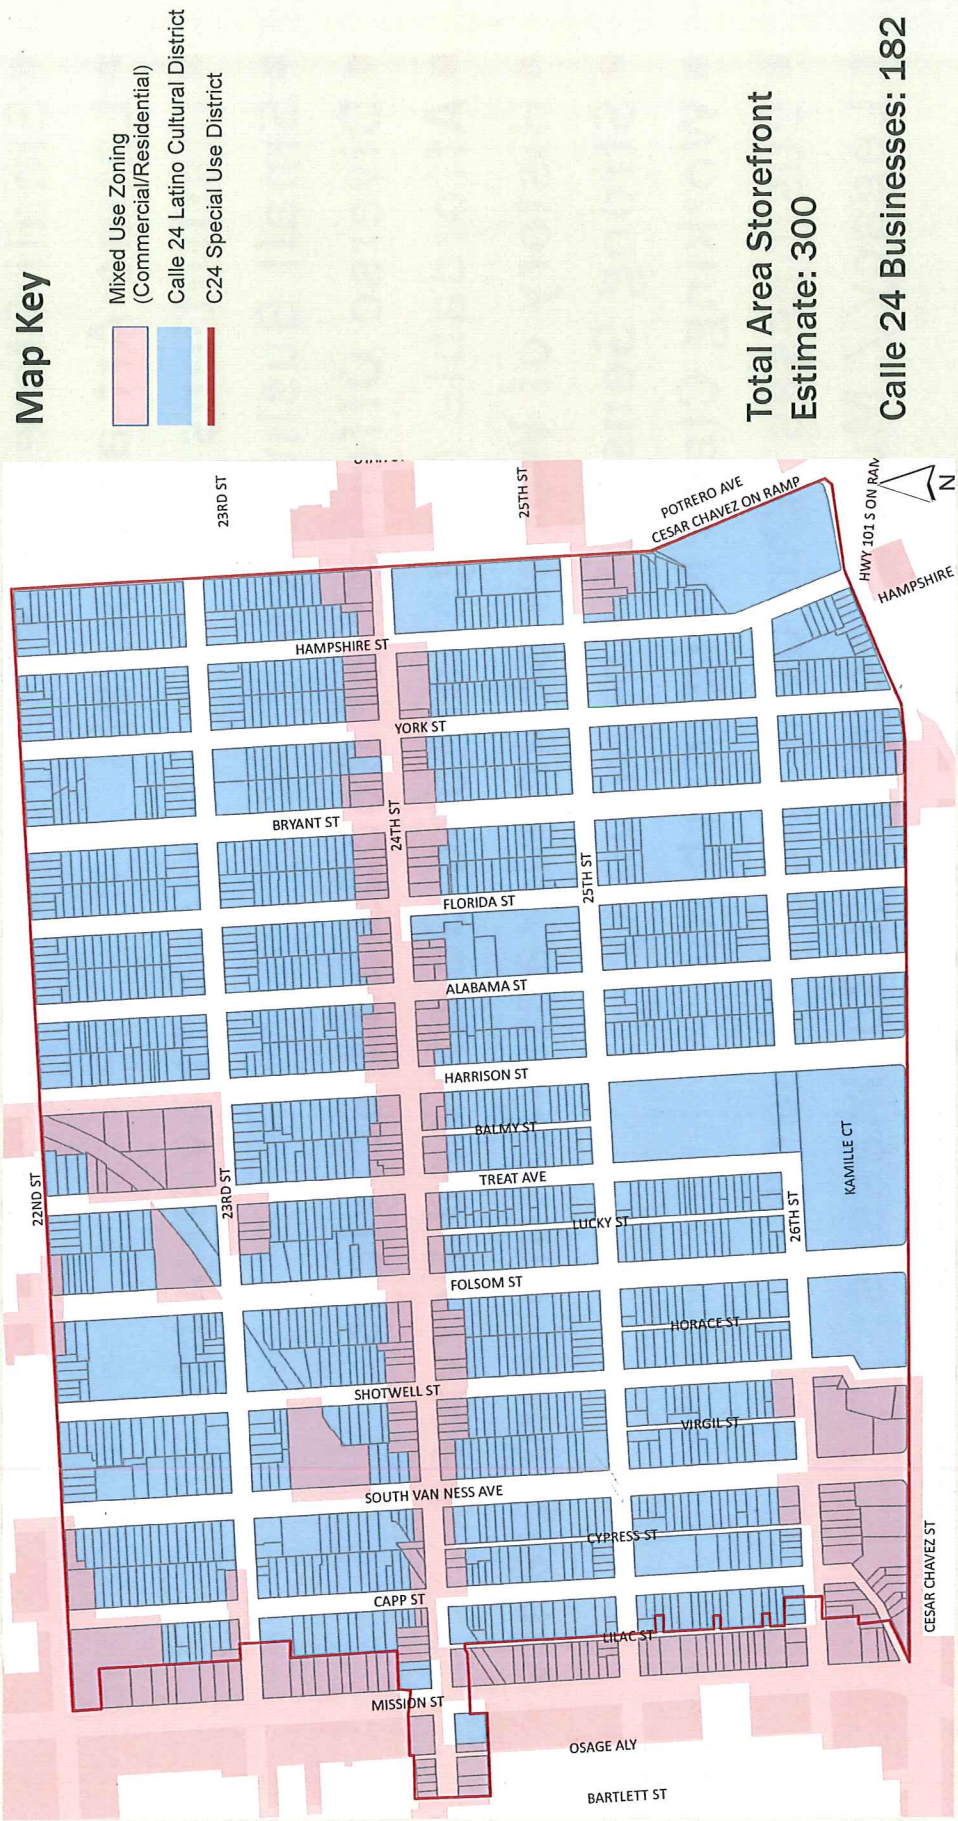 Map Key
Mixed Use Zoning
(Commercial/Residential)
Calle 24 Latino Cultural District
C24 Special Use District
Total Area Storefront
Estimate: 300
Calle 24 Businesses: 182
23RD ST
25TH ST
POTRERO AVE
CESAR CHAVEZ ON RAMP
HWY 101 S ON RAM
HAMPSHIRE
N
HAMPSHIRE ST
YORK ST
BRYANT ST
24TH ST
FLORIDA ST
25TH ST
ALABAMA ST
HARRISON ST
BALMY ST
TREAT AVE
22ND ST
23RD ST
LUCKY ST
26TH ST
KAMILLE CT
FOLSOM ST
HORACE ST
SHOTWELL ST
VIRGIL ST
SOUTH VAN NESS AVE
CYPRESS ST
CAPP ST
LILAC ST
CESAR CHAVEZ ST
MISSION ST
OSAGE ALY
BARTLETT ST